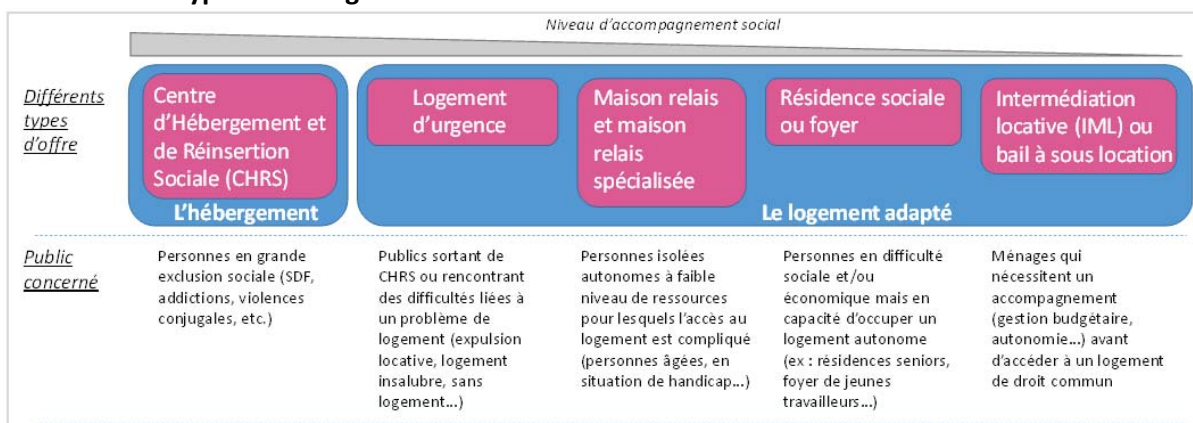 Niveau d'accompagnement social
Différents
types
d'offre
Centre
d'Hébergement et
de Réinsertion
Sociale (CHRS)
L'hébergement
Logement
d'urgence
Maison relais
et maison
relais
spécialisée
Résidence sociale
ou foyer
Intermédiation
locative (IML) ou
bail à sous location
Le logement adapté
Public
concerné
Personnes en grande
exclusion sociale (SDF,
addictions, violences
conjugales, etc.)
Publics sortant de
CHRS ou rencontrant
des difficultés liées à
un problème de
logement (expulsion
locative, logement
insalubre, sans
logement...)
Personnes isolées
autonomes à faible
niveau de ressources
pour lesquels l'accès au
logement est compliqué
(personnes âgées, en
situation de handicap...)
Personnes en difficulté
sociale et/ou
économique mais en
capacité d'occuper un
logement autonome
(ex : résidences seniors,
foyer de jeunes
travailleurs...)
Ménages qui
nécessitent un
accompagnement
(gestion budgétaire,
autonomie...) avant
d'accéder à un logement
de droit commun